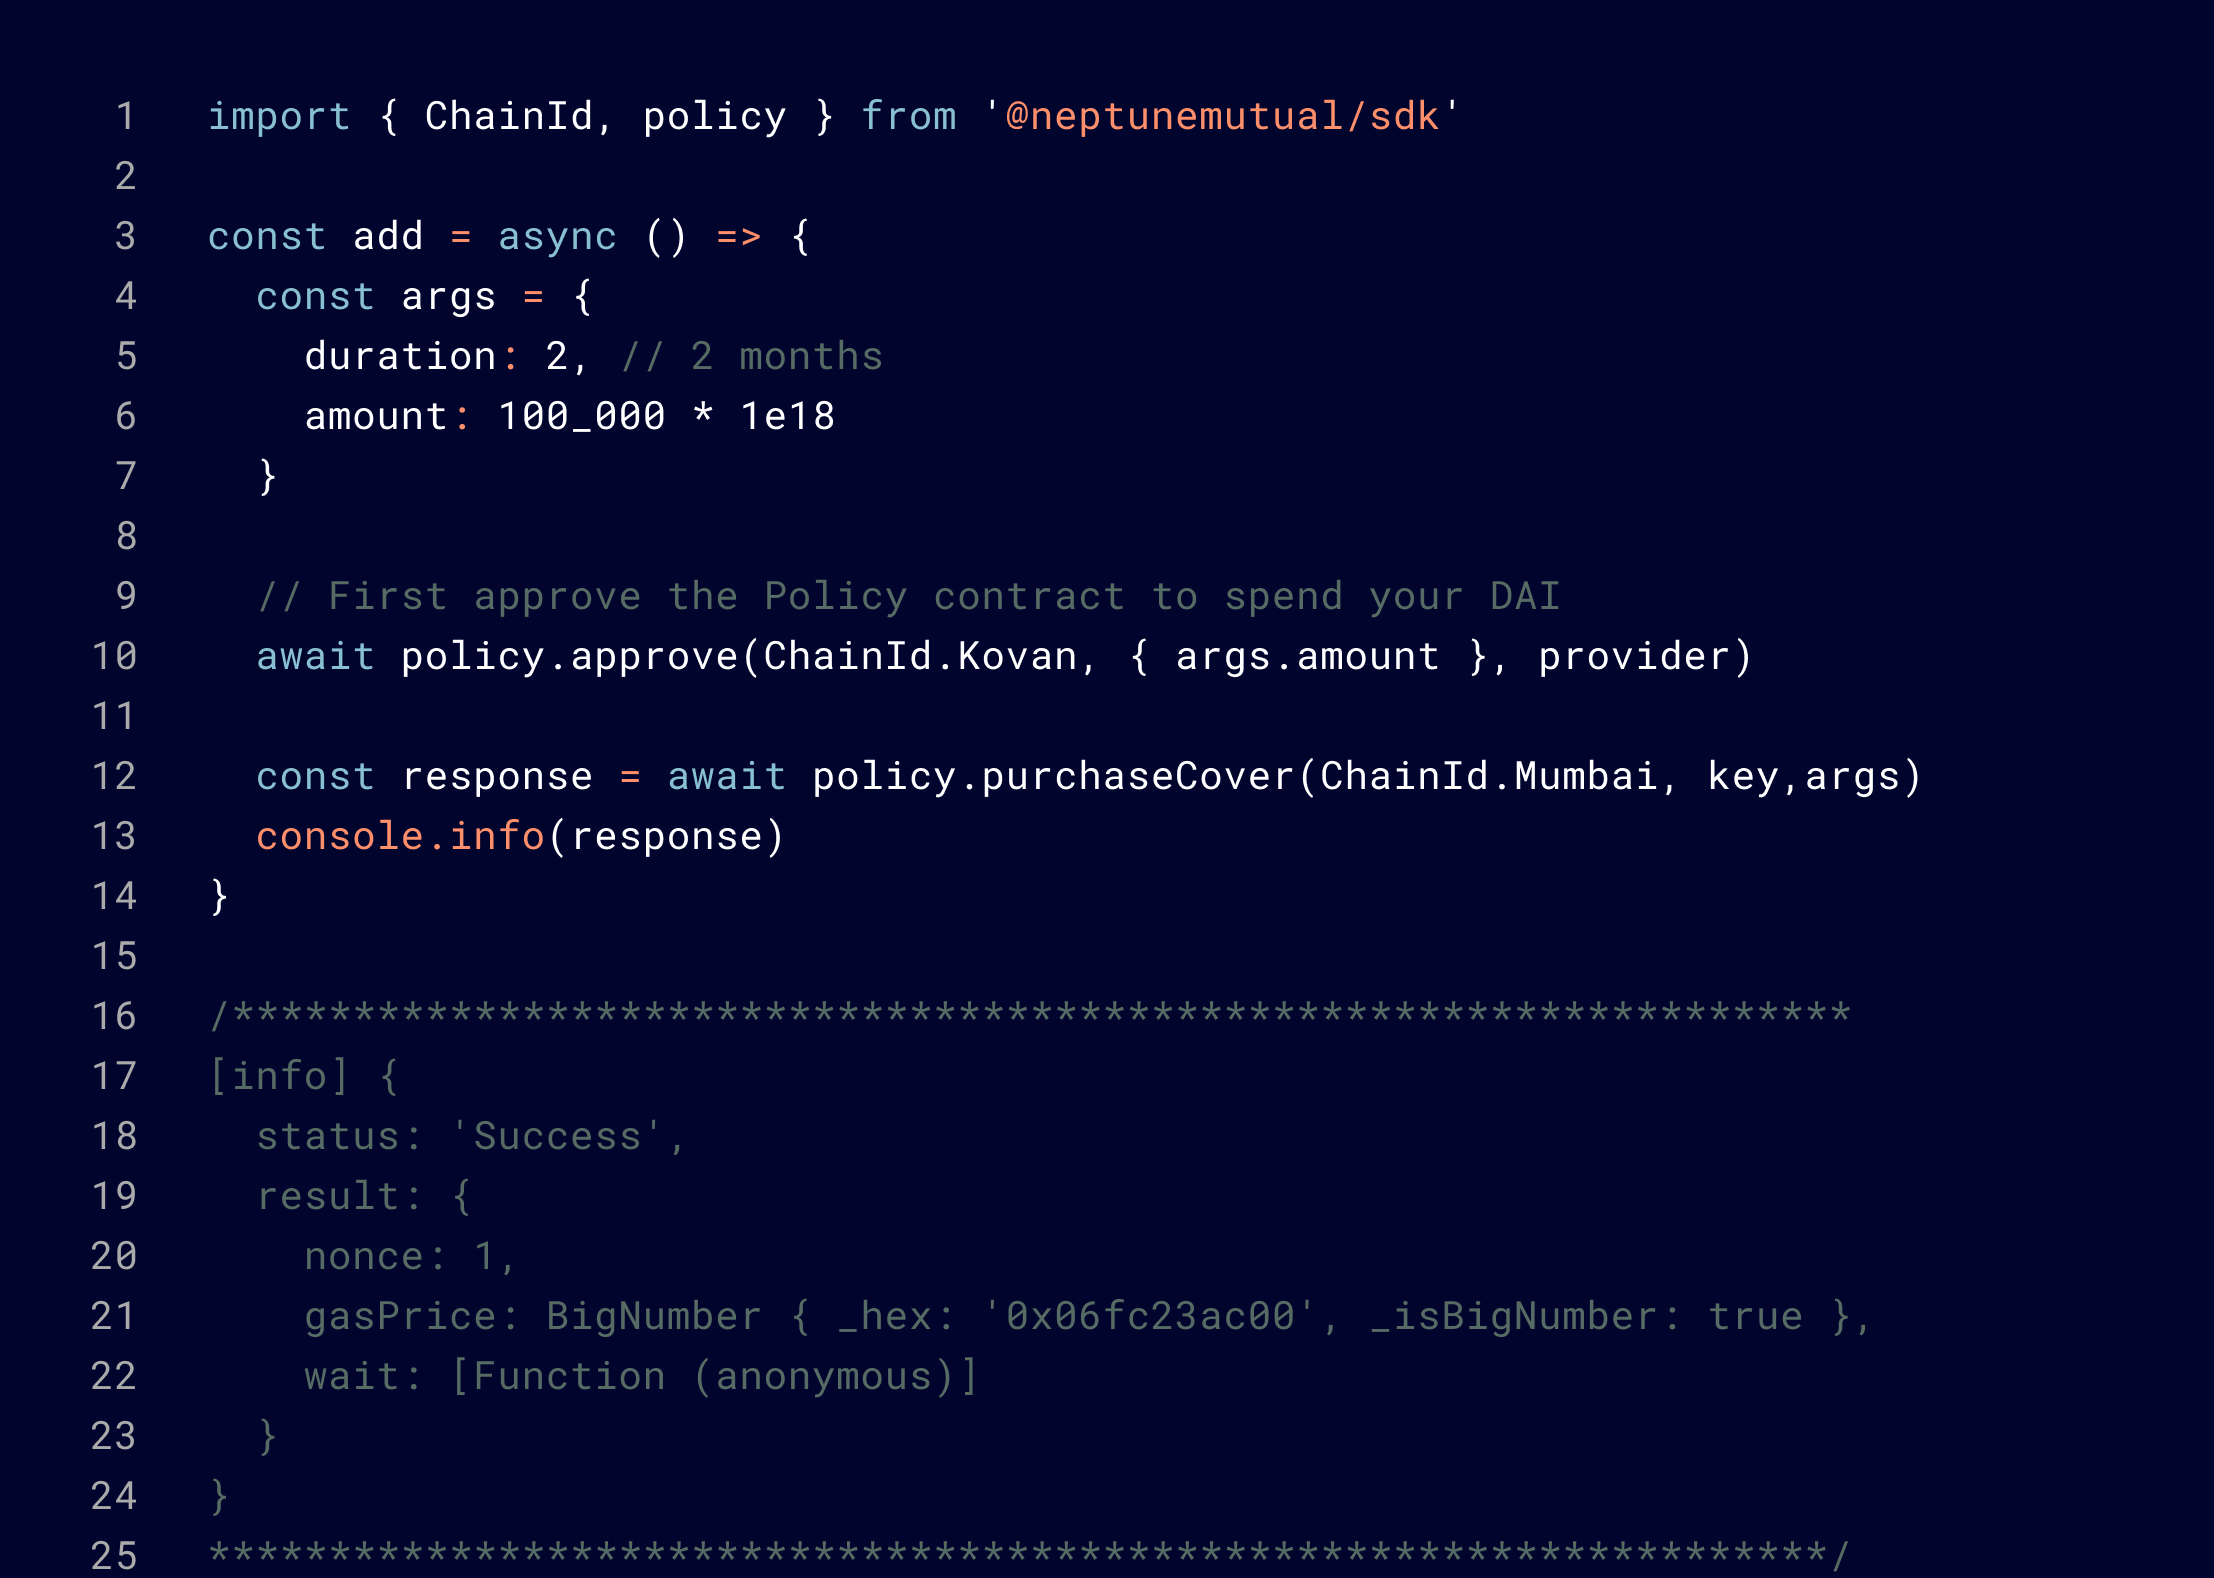 1 import { ChainId, policy } from '@neptunemutual/sdk'
2
3 const add = async () => {
4   const args = {
5     duration: 2, // 2 months
6     amount: 100_000 * 1e18
7   }
8
9   // First approve the Policy contract to spend your DAI
10   await policy.approve(ChainId.Kovan, { args.amount }, provider)
11
12   const response = await policy.purchaseCover(ChainId.Mumbai, key,args)
13   console.info(response)
14 }
15
16 /*******************************************************************
17 [info] {
18   status: 'Success',
19   result: {
20     nonce: 1,
21     gasPrice: BigNumber { _hex: '0x06fc23ac00', _isBigNumber: true },
22     wait: [Function (anonymous)]
23   }
24 }
25 *******************************************************************/